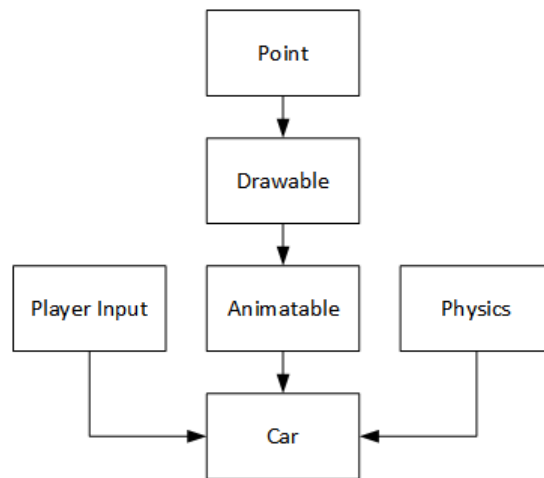 Point
Drawable
Player Input
Animatable
Physics
Car